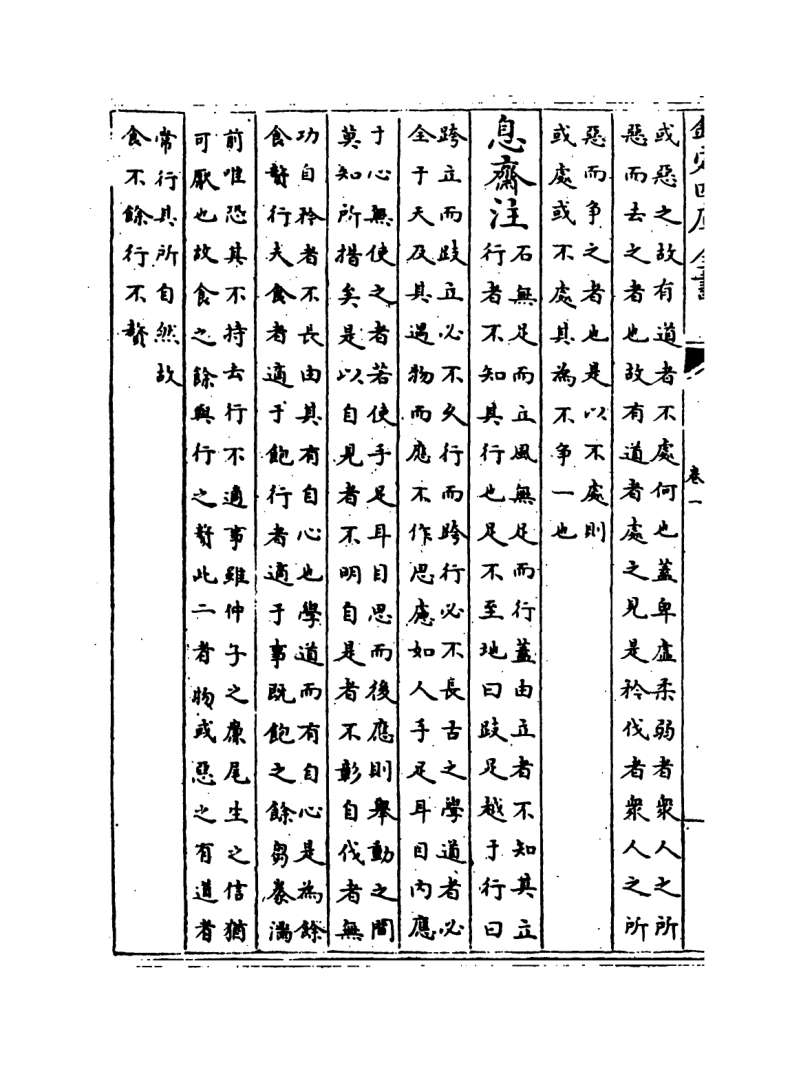 欽定四庫全書
卷一
或惡之故有道者不處何也蓋卑虛柔弱者衆人之所
惡而去之者也故有道者處之見是矜伐者衆人之所
惡而争之者也是以不處則
或處或不處其為不争一也
息齋注
石無足而立風無足而行蓋由立者不知其立
行者不知其行也足不至地曰跂足越于行曰
跨立而跂立必不久行而跨行必不長古之學道者必
全于天及其遇物而應不作思慮如人手足耳目內應
于心無使之者若使手足耳目思而後應則舉動之間
莫知所措矣是以自見者不明自是者不彰自伐者無
功自矜者不長由其有自心也學道而有自心是為餘
食贅行夫食者適于飽行者適于事既飽之餘芻豢滿
前唯恐其不持去行不適事雖仲子之廉尾生之信猶
可厭也故食之餘與行之贅此二者物或惡之有道者
常行其所自然故
食不餘行不贅